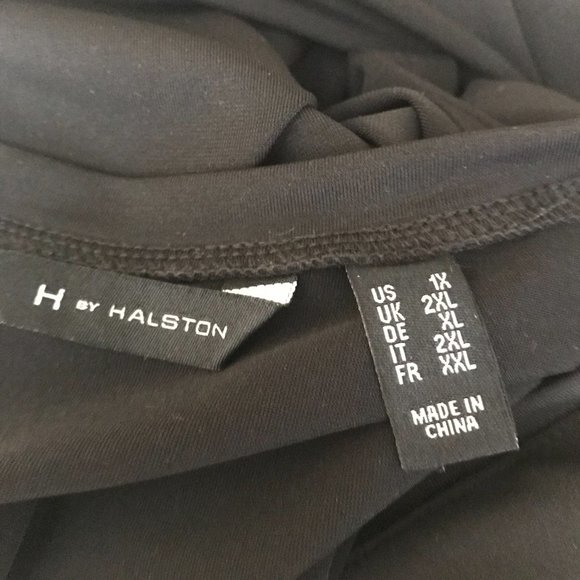 H BY HALSTON
US 1X
UK 2XL
DE XL
IT 2XL
FR XXL
MADE IN
CHINA